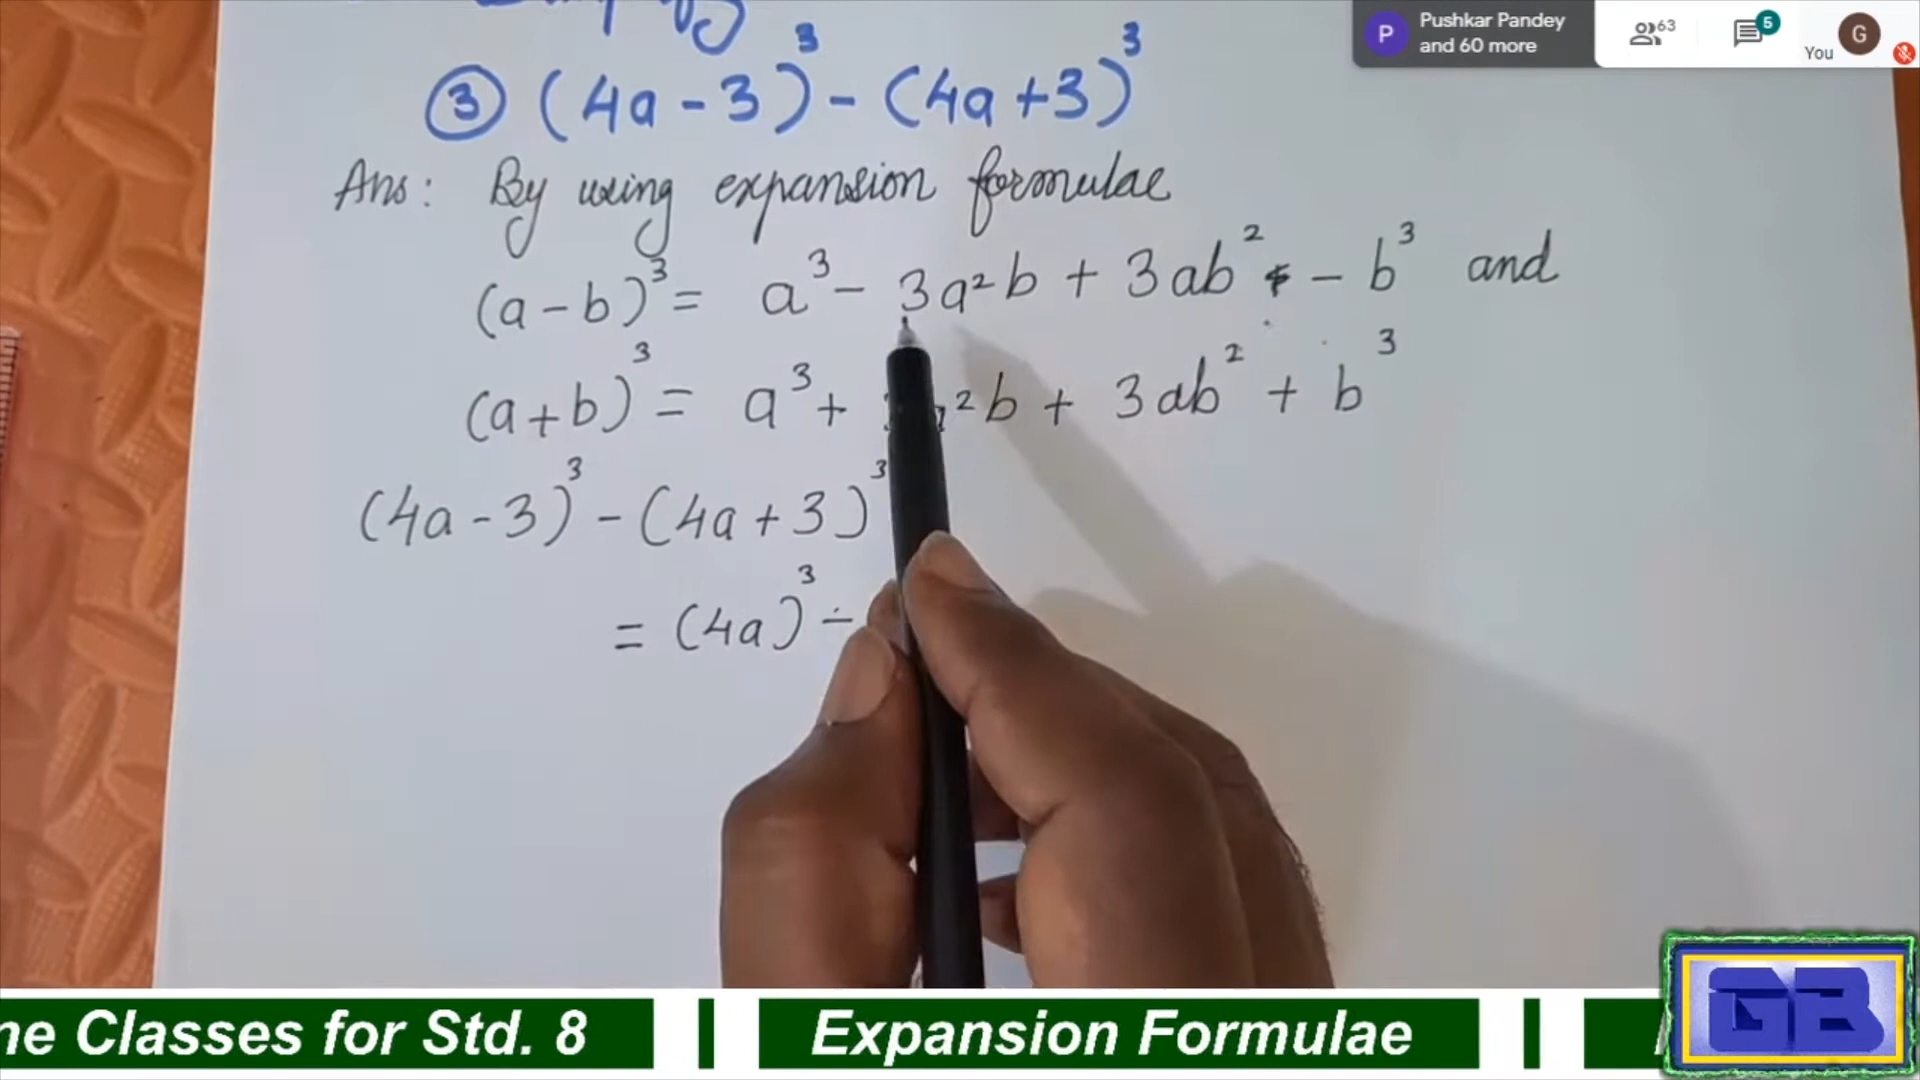 Pushkar Pandey
and 60 more
63
5
P
You
G
③ (4a - 3)³ - (4a + 3)³
Ans: By using expansion formulae
(a - b)³ = a³ - 3a²b + 3ab² - b³ and
(a + b)³ = a³ + a²b + 3ab² + b³
(4a - 3)³ - (4a + 3)³
= (4a)³ -
ne Classes for Std. 8 | Expansion Formulae |
GB